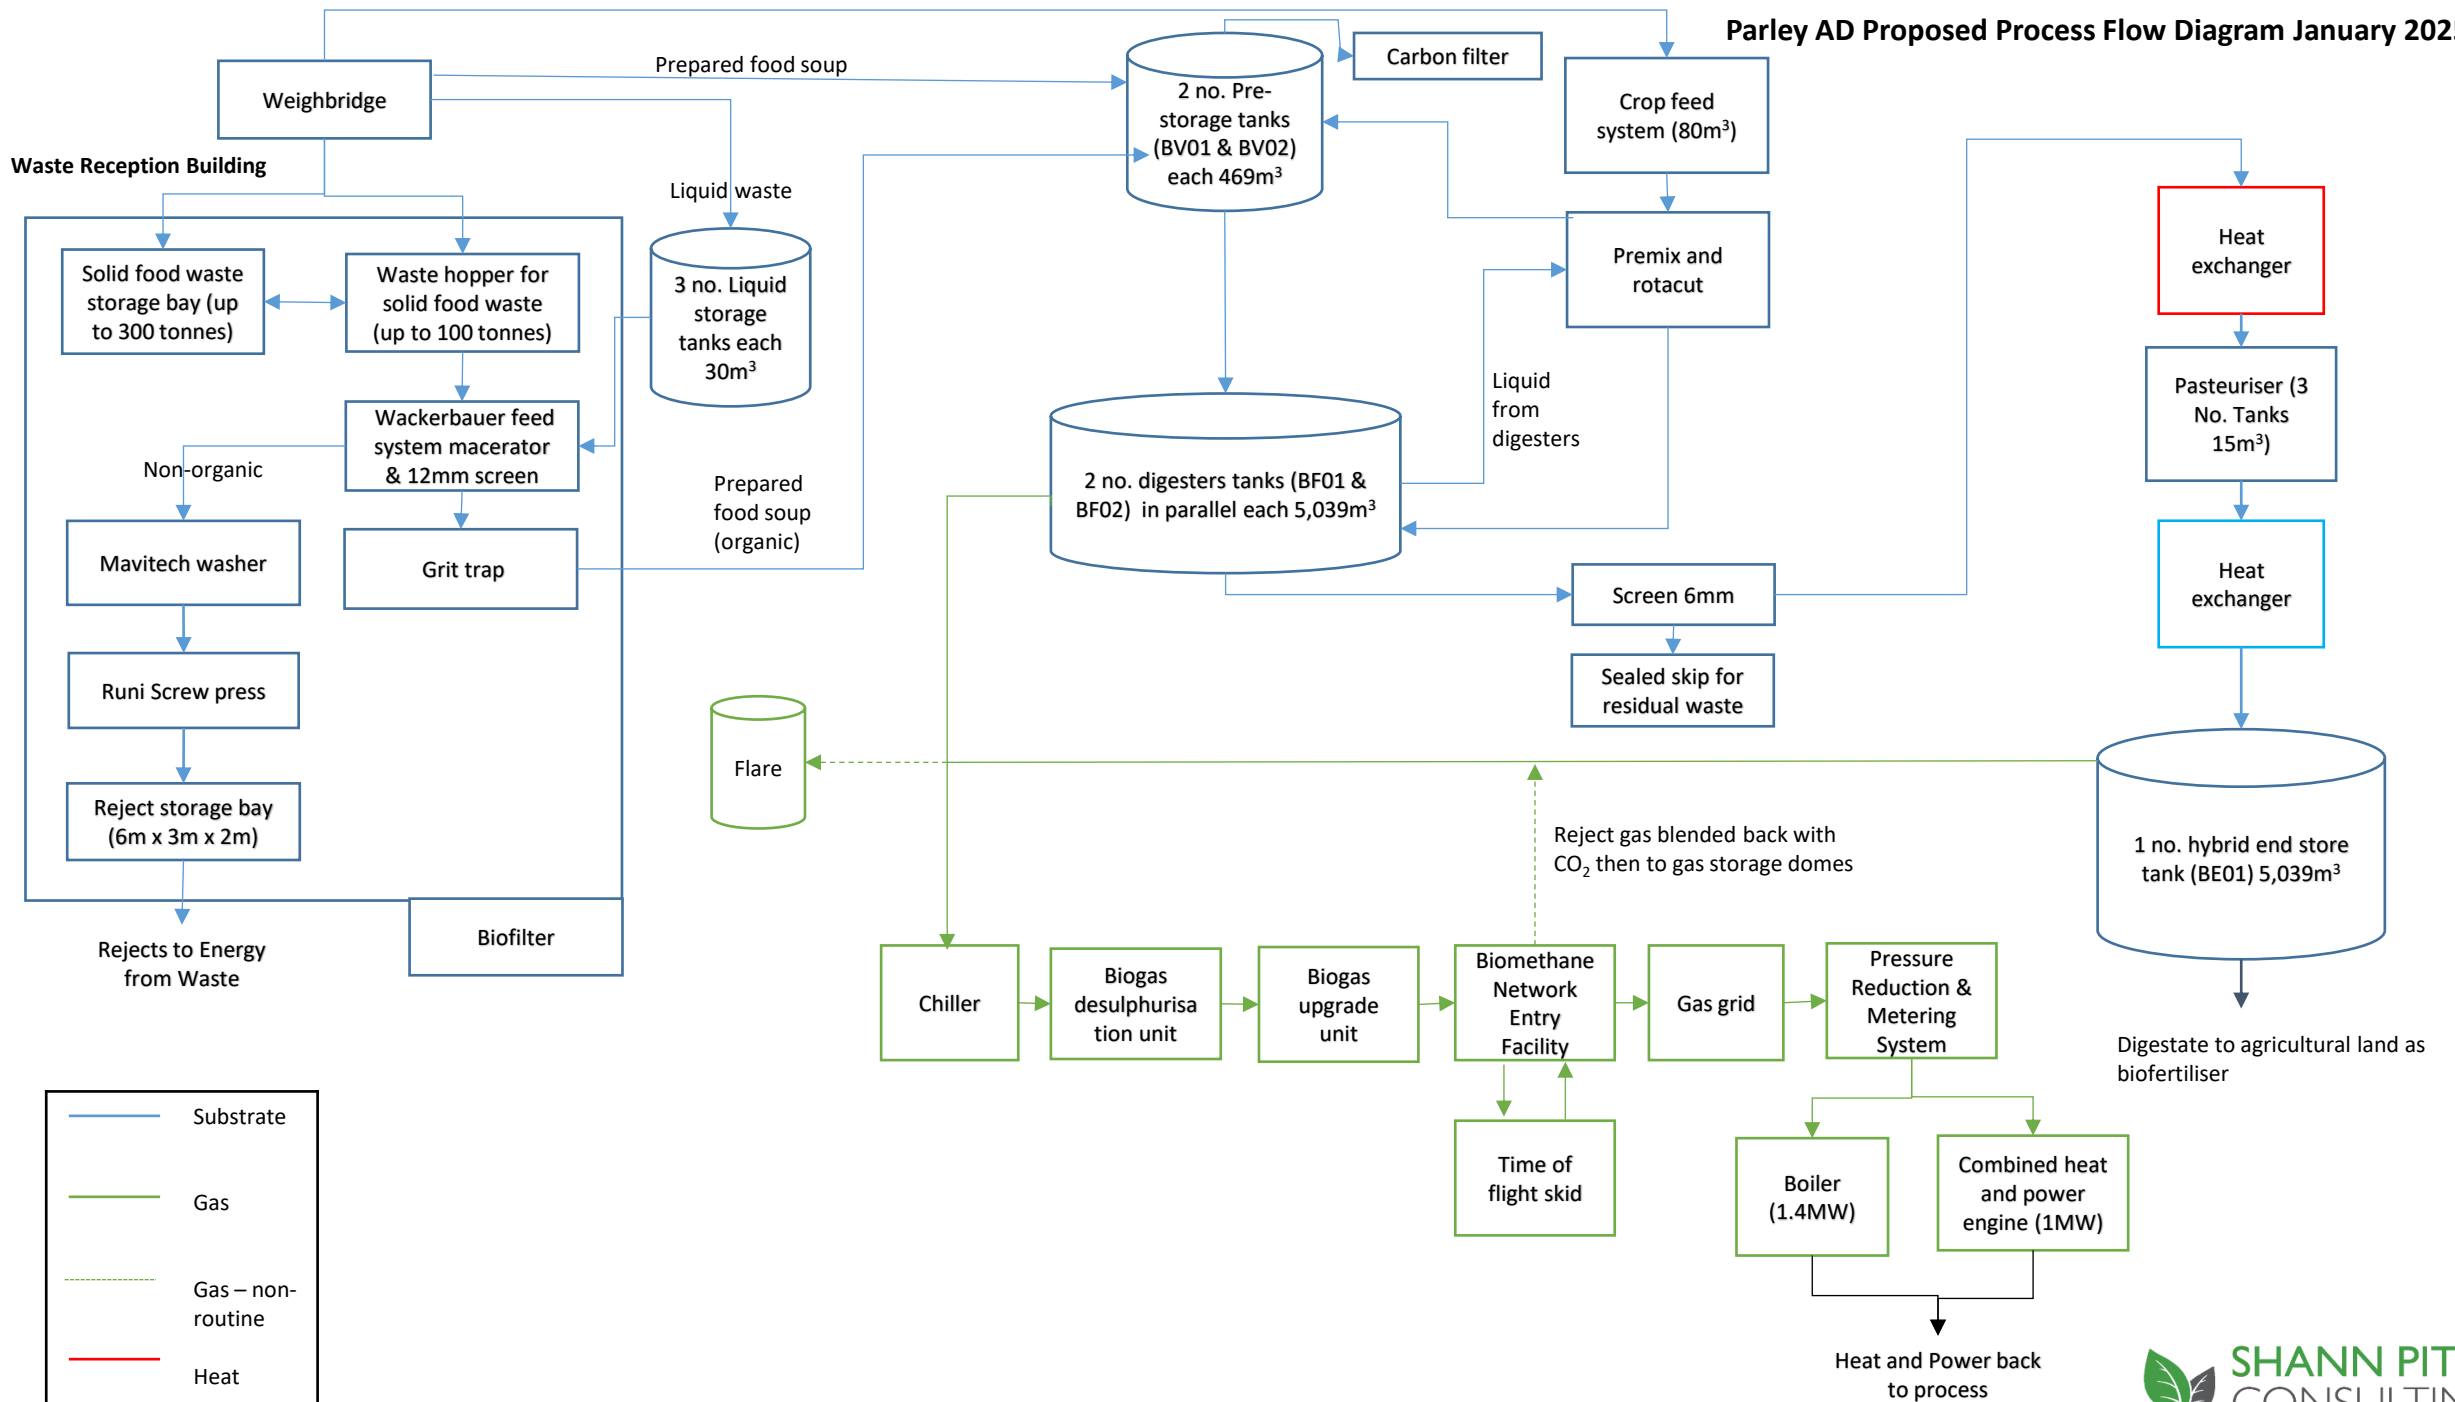 Parley AD Proposed Process Flow Diagram January 202
Prepared food soup
Carbon filter
Weighbridge
2 no. Pre-
storage tanks
(BV01 & BV02)
each 469m³
Crop feed
system (80m³)
Waste Reception Building
Liquid waste
Solid food waste
storage bay (up
to 300 tonnes)
Waste hopper for
solid food waste
(up to 100 tonnes)
3 no. Liquid
storage
tanks each
30m³
Premix and
rotacut
Heat
exchanger
Liquid
from
digesters
Pasteuriser (3
No. Tanks
15m³)
Wackerbauer feed
system macerator
& 12mm screen
Non-organic
Prepared
food soup
(organic)
2 no. digesters tanks (BF01 &
BF02) in parallel each 5,039m³
Mavitech washer
Grit trap
Screen 6mm
Heat
exchanger
Runi Screw press
Sealed skip for
residual waste
Flare
Reject storage bay
(6m x 3m x 2m)
Reject gas blended back with
CO₂ then to gas storage domes
1 no. hybrid end store
tank (BE01) 5,039m³
Biofilter
Rejects to Energy
from Waste
Chiller
Biogas
desulphurisa
tion unit
Biogas
upgrade
unit
Biomethane
Network
Entry
Facility
Gas grid
Pressure
Reduction &
Metering
System
Digestate to agricultural land as
biofertiliser
Time of
flight skid
Boiler
(1.4MW)
Combined heat
and power
engine (1MW)
Heat and Power back
to process
Substrate
Gas
Gas – non-
routine
Heat
SHANN PIT
CONSULTIN